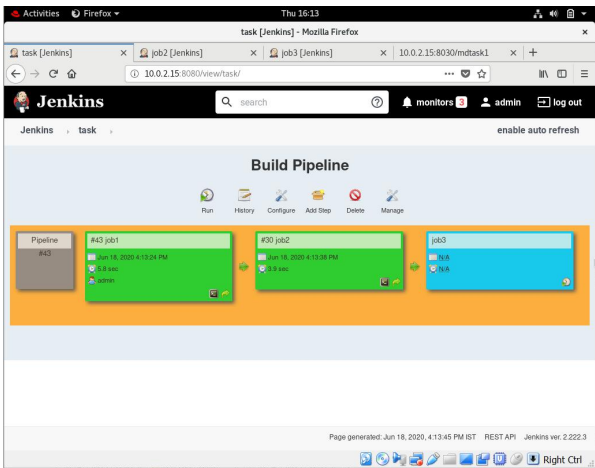 Activities Firefox Thu 16:13
task [Jenkins] - Mozilla Firefox
task [Jenkins] job2 [Jenkins] job3 [Jenkins] 10.0.2.15:8030/mdtask1
10.0.2.15:8080/view/task/
Jenkins search monitors 3 admin log out
Jenkins task enable auto refresh
Build Pipeline
Run History Configure Add Step Delete Manage
Pipeline #43 job1 #30 job2 job3
#43 Jun 18, 2020 4:13:24 PM Jun 18, 2020 4:13:38 PM N/A
5.8 sec 3.9 sec N/A
admin
Page generated: Jun 18, 2020, 4:13:45 PM IST REST API Jenkins ver. 2.222.3
Right Ctrl